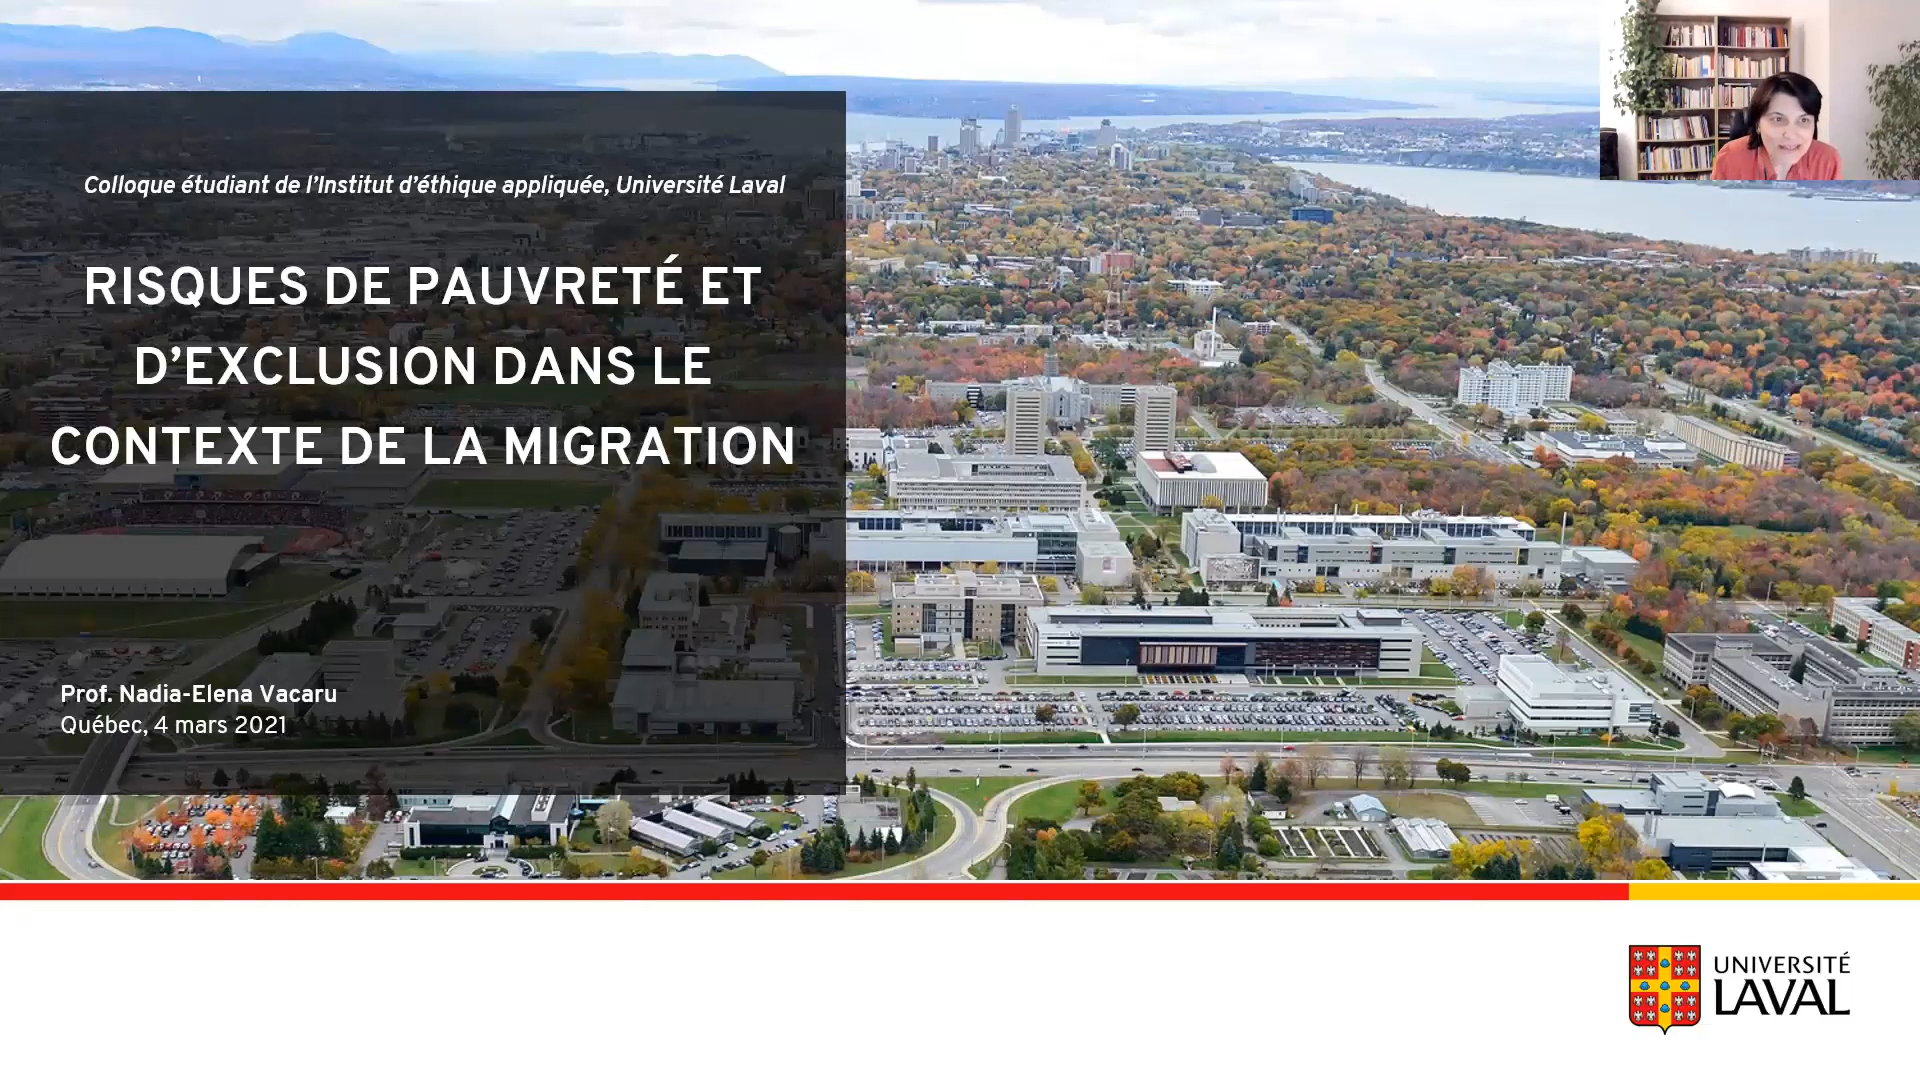 Colloque étudiant de l’Institut d’éthique appliquée, Université Laval
RISQUES DE PAUVRETÉ ET
D’EXCLUSION DANS LE
CONTEXTE DE LA MIGRATION
Prof. Nadia-Elena Vacaru
Québec, 4 mars 2021
UNIVERSITÉ
LAVAL